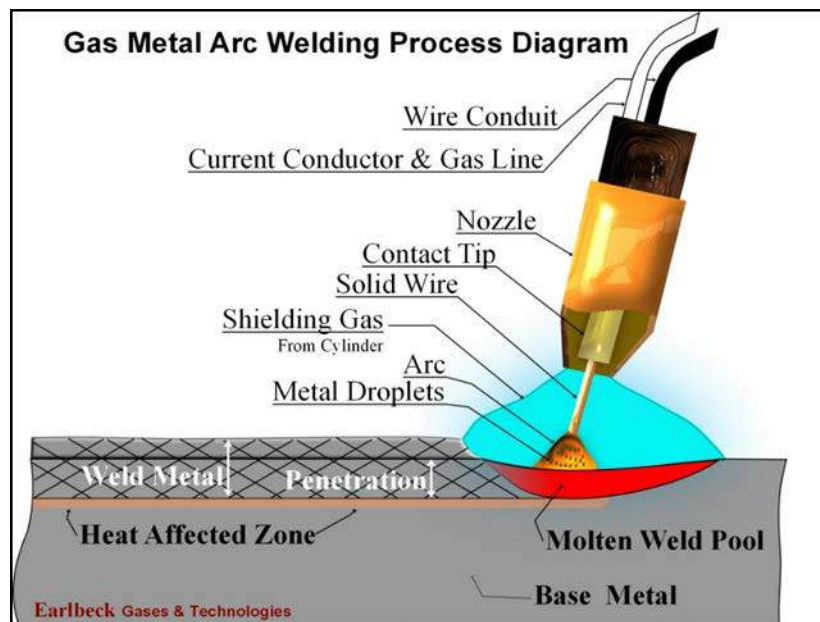 Gas Metal Arc Welding Process Diagram
Wire Conduit
Current Conductor & Gas Line
Nozzle
Contact Tip
Solid Wire
Shielding Gas
From Cylinder
Arc
Metal Droplets
Weld Metal
Penetration
Heat Affected Zone
Molten Weld Pool
Base Metal
Earlbeck Gases & Technologies